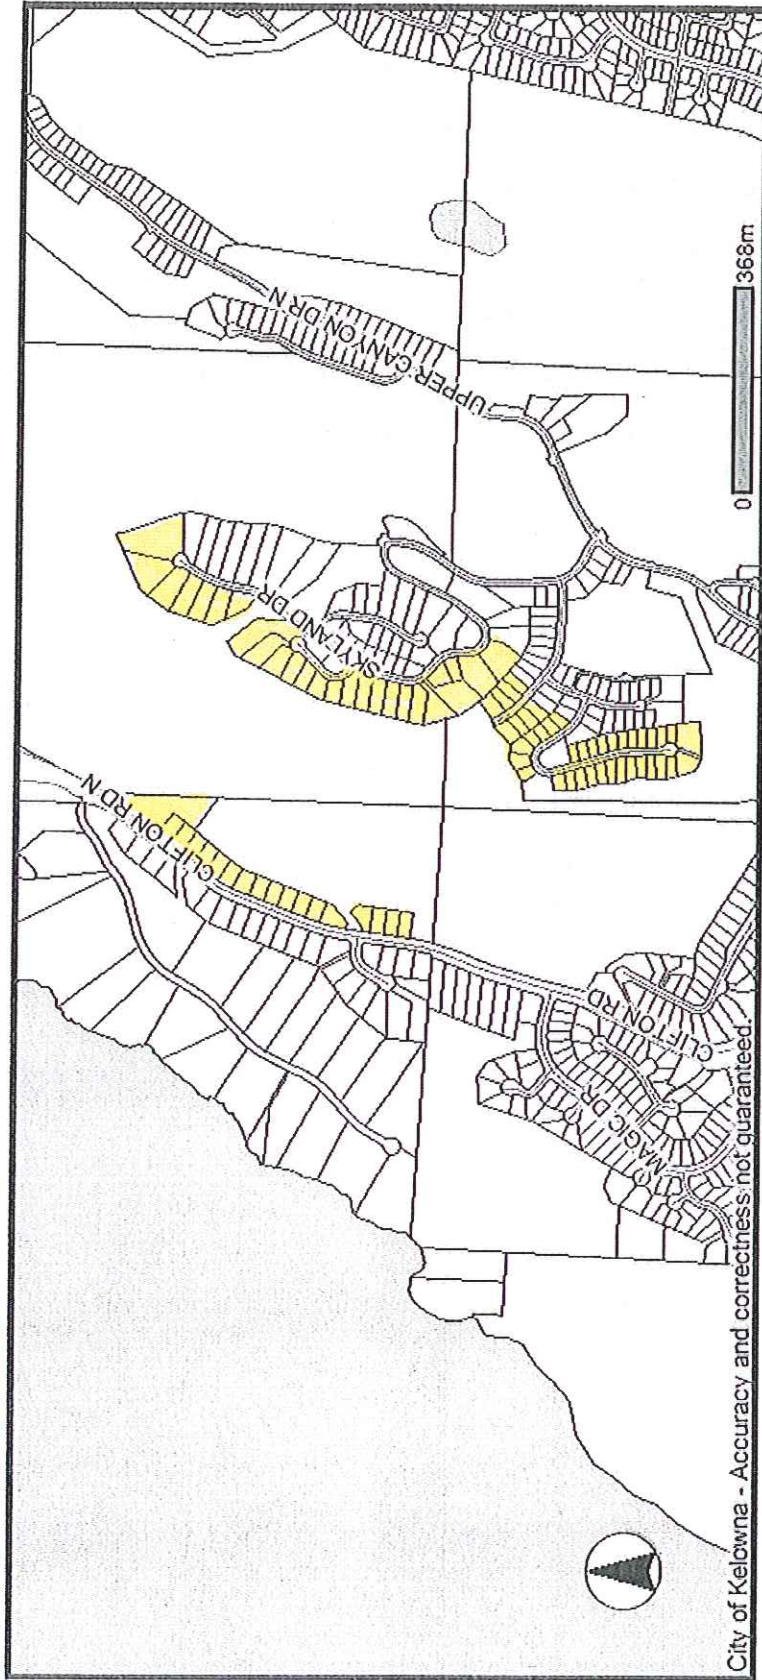 UPPER CANYON DR N
SKYLAND DR
CLIFTON RD N
CLIFTON RD
MAGIC DR
0 368m
City of Kelowna - Accuracy and correctness not guaranteed.